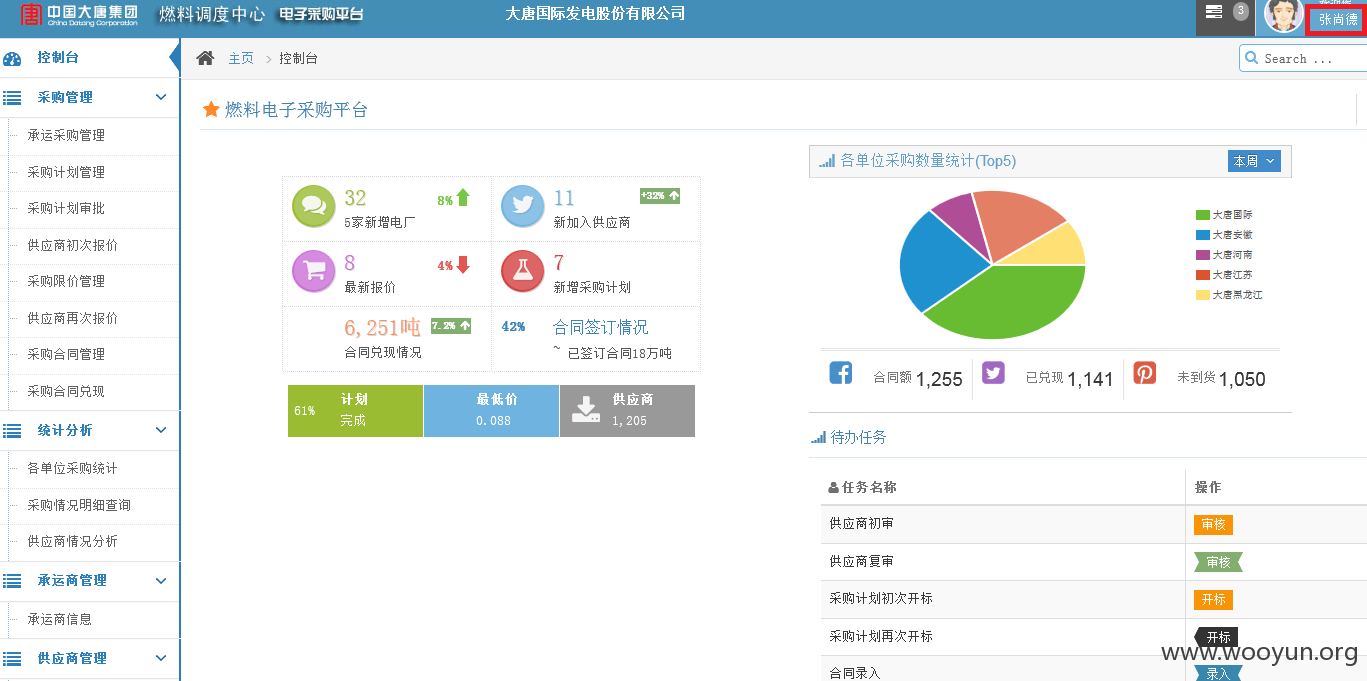 中国大唐集团 燃料调度中心 电子采购平台
China Datang Corporation
大唐国际发电股份有限公司
3
张尚德
控制台
采购管理
承运采购管理
采购计划管理
采购计划审批
供应商初次报价
采购限价管理
供应商再次报价
采购合同管理
采购合同兑现
统计分析
各单位采购统计
采购情况明细查询
供应商情况分析
承运商管理
承运商信息
供应商管理
主页 > 控制台
Search ...
燃料电子采购平台
32 8%
5家新增电厂
11 +32%
新加入供应商
8 4%
最新报价
7
新增采购计划
6,251吨 7.2%
合同兑现情况
42% 合同签订情况
~ 已签订合同18万吨
61% 计划
完成
最低价
0.088
供应商
1,205
各单位采购数量统计(Top5) 本周
大唐国际
大唐安徽
大唐河南
大唐江苏
大唐黑龙江
合同额 1,255
已兑现 1,141
未到货 1,050
待办任务
任务名称 操作
供应商初审 审核
供应商复审 审核
采购计划初次开标 开标
采购计划再次开标 开标
合同录入 录入
www.wooyun.org